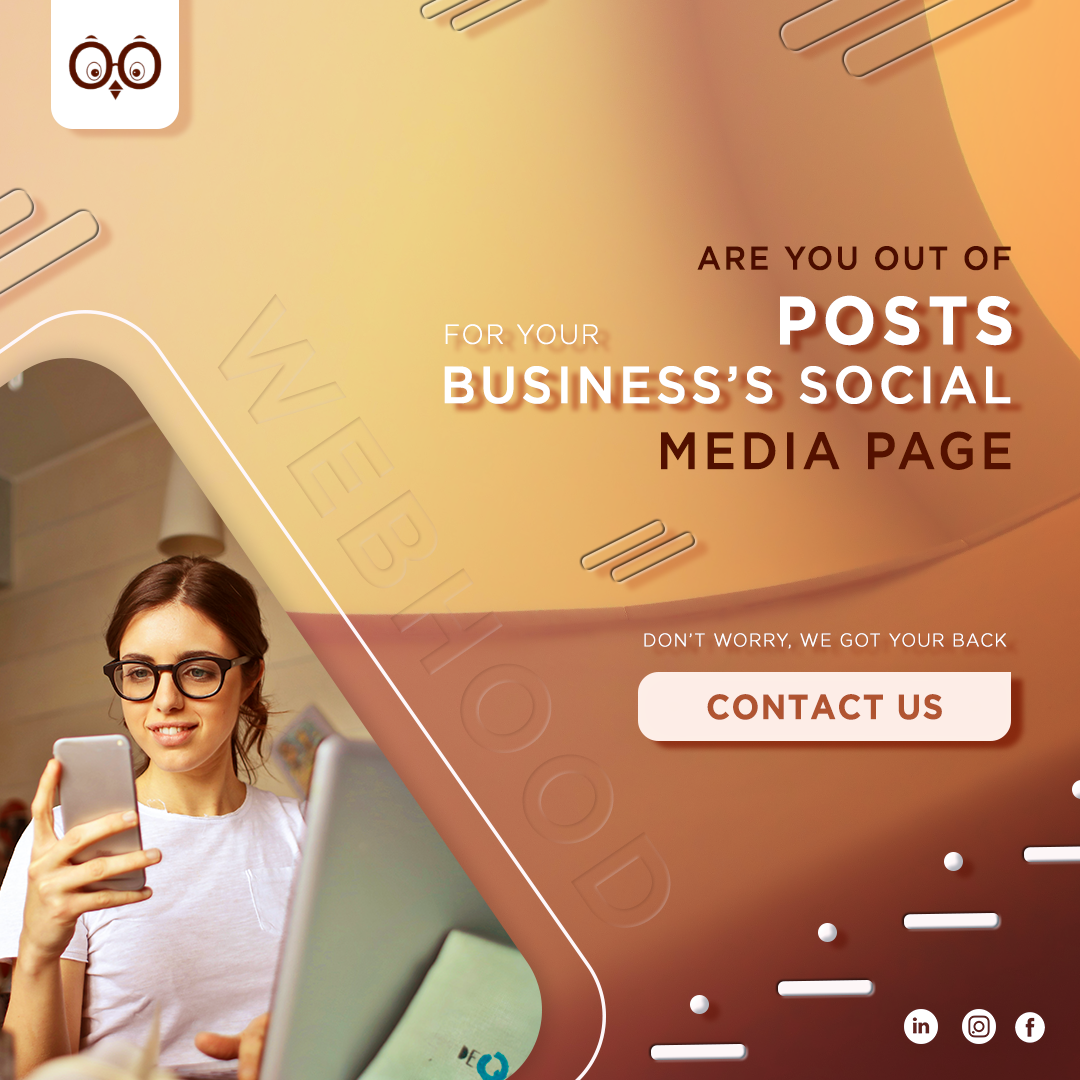 ARE YOU OUT OF
POSTS
FOR YOUR
BUSINESS'S SOCIAL
MEDIA PAGE
WEBHOOD
DON'T WORRY, WE GOT YOUR BACK
CONTACT US
in
f